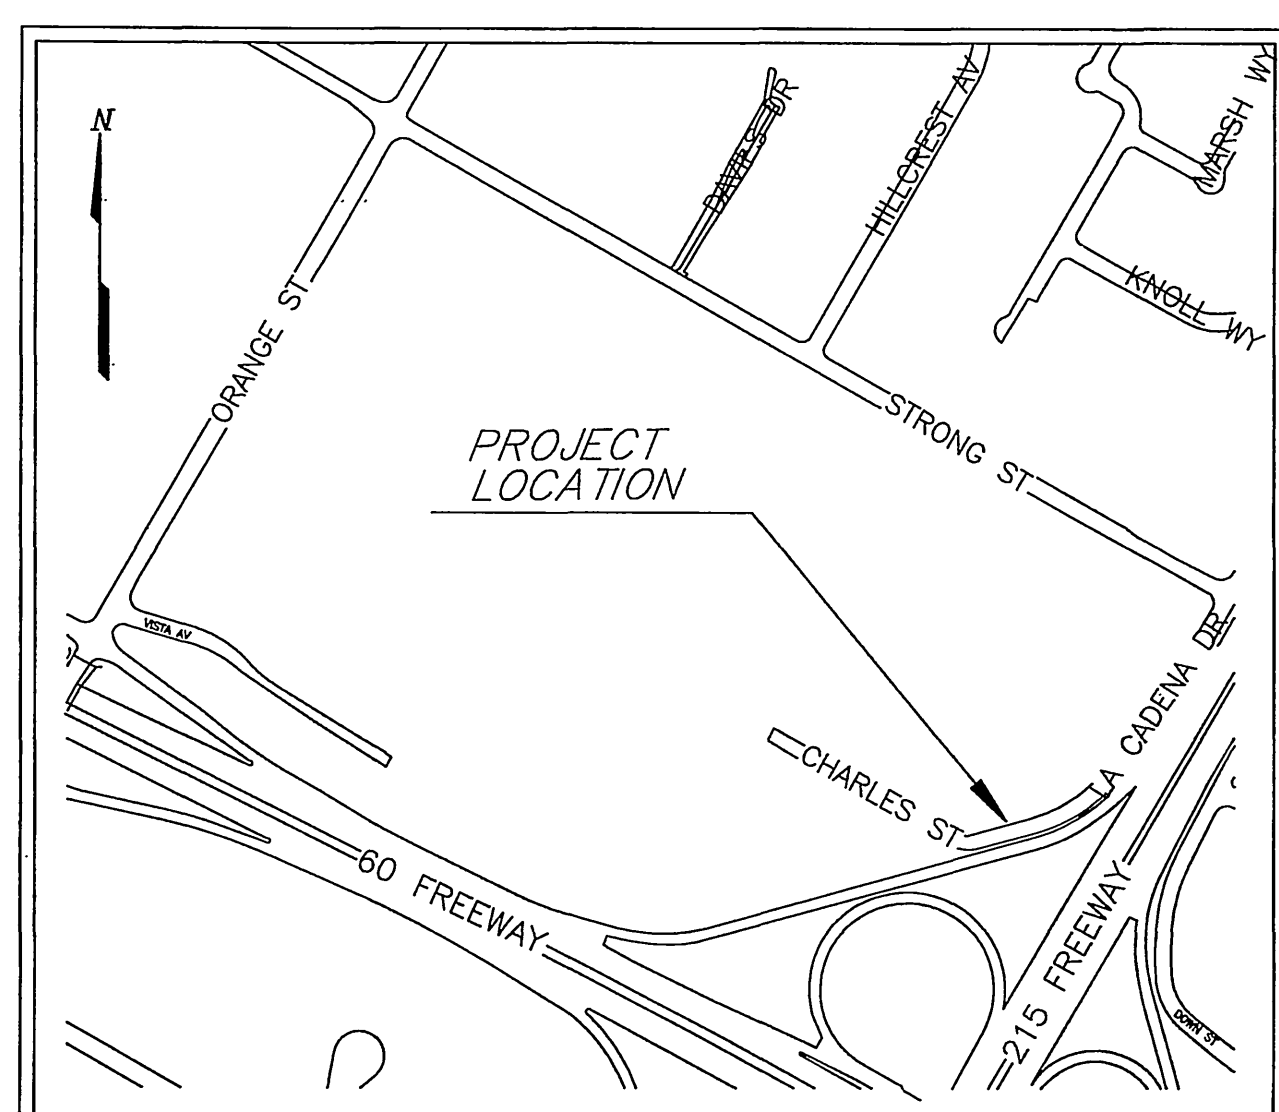 N
DAVIES DR
HILLCREST AV
MARSH WY
KNOLL WY
ORANGE ST
STRONG ST
PROJECT
LOCATION
VISTA AV
LA CADENA DR
CHARLES ST
60 FREEWAY
215 FREEWAY
DOWN ST